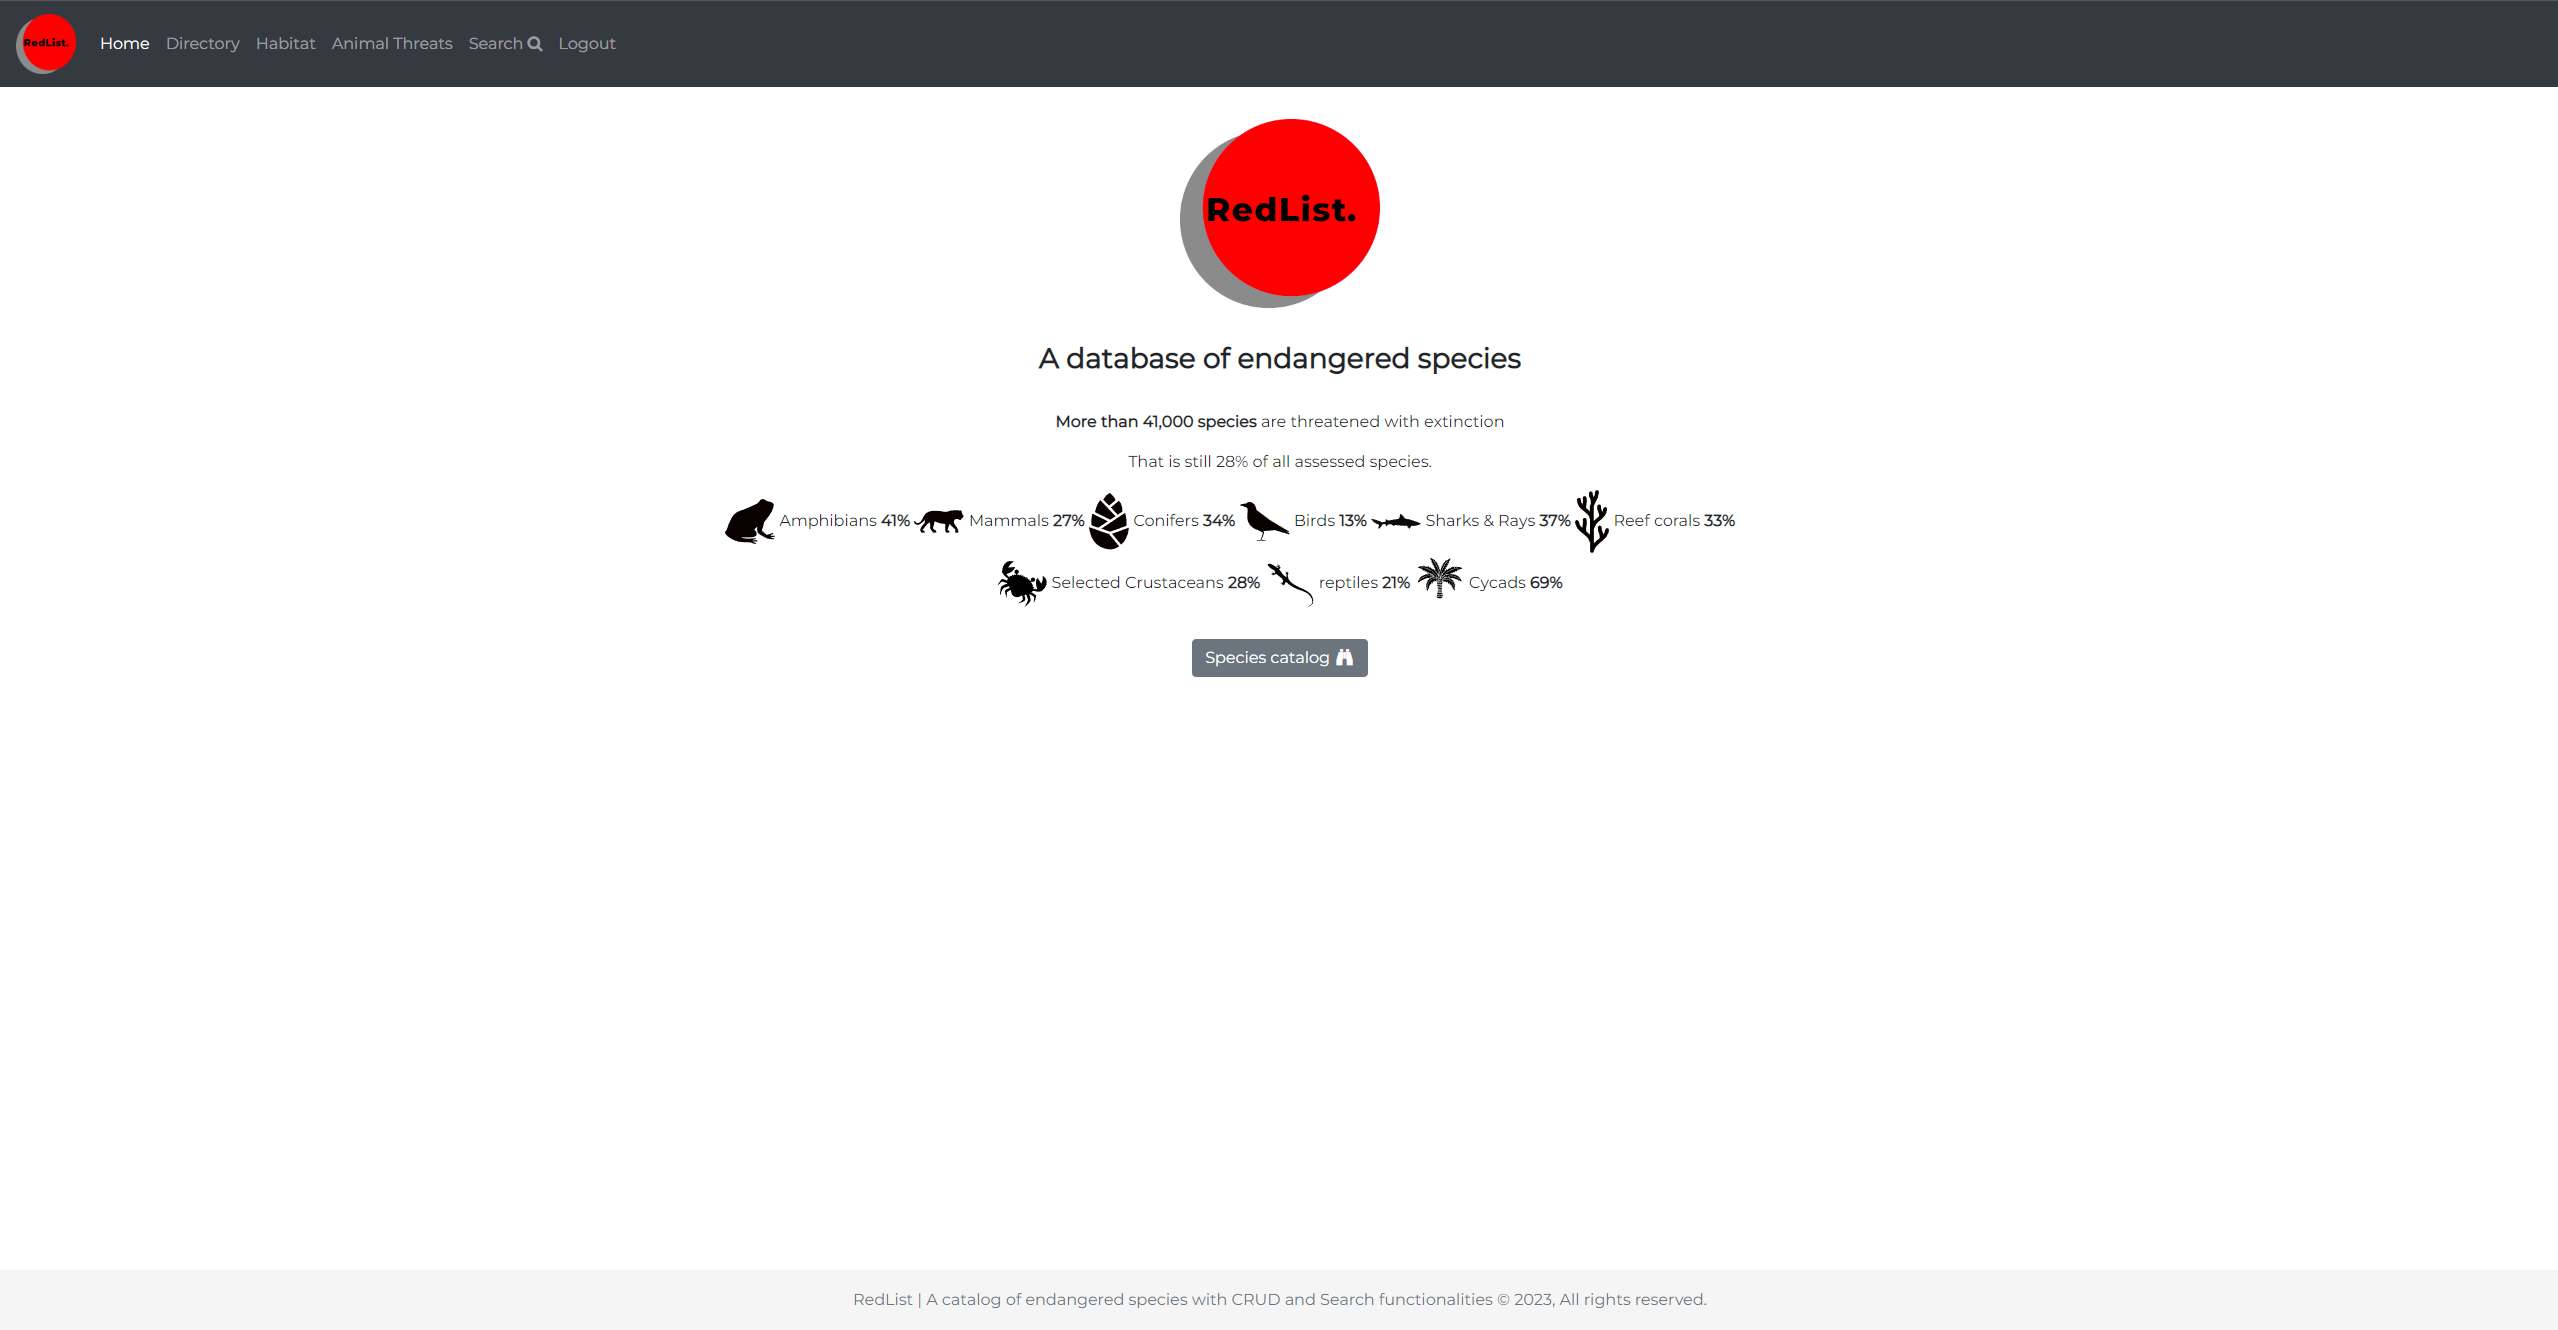 RedList.
Home Directory Habitat Animal Threats Search Logout
RedList.
A database of endangered species
More than 41,000 species are threatened with extinction
That is still 28% of all assessed species.
Amphibians 41% Mammals 27% Conifers 34% Birds 13% Sharks & Rays 37% Reef corals 33%
Selected Crustaceans 28% reptiles 21% Cycads 69%
Species catalog
RedList | A catalog of endangered species with CRUD and Search functionalities © 2023, All rights reserved.